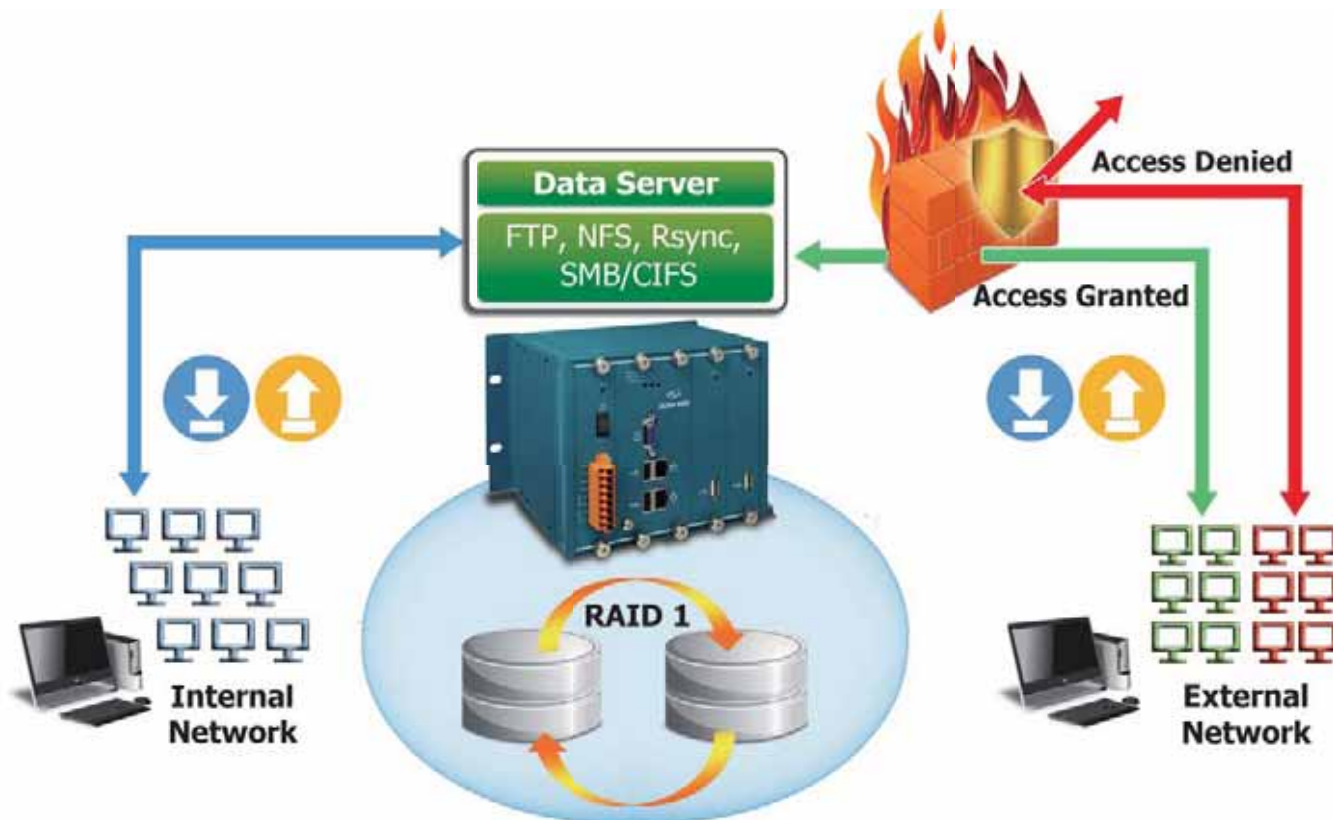 Data Server
FTP, NFS, Rsync,
SMB/CIFS
Access Denied
Access Granted
RAID 1
Internal
Network
External
Network